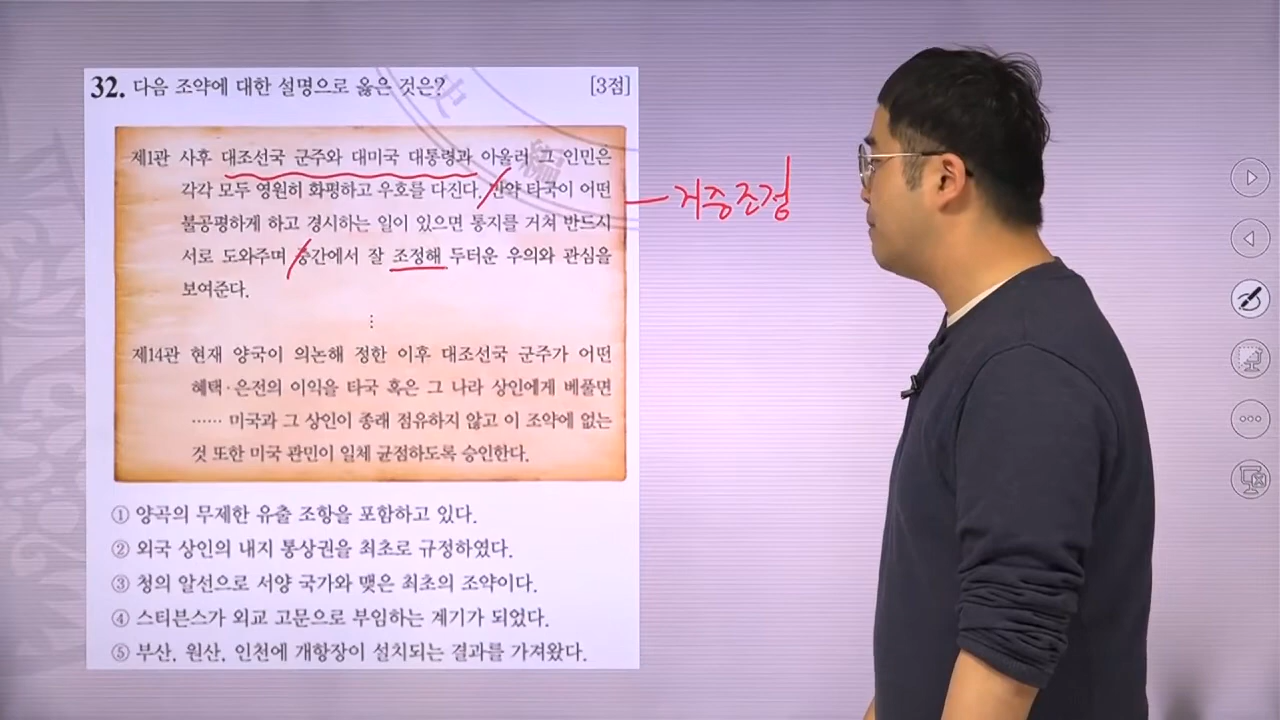 32. 다음 조약에 대한 설명으로 옳은 것은? [3점]
제1관 사후 대조선국 군주와 대미국 대통령과 아울러 그 인민은
각각 모두 영원히 화평하고 우호를 다진다. 만약 타국이 어떤
불공평하게 하고 경시하는 일이 있으면 통지를 거쳐 반드시
서로 도와주며 중간에서 잘 조정해 두터운 우의와 관심을
보여준다.
⋮
제14관 현재 양국이 의논해 정한 이후 대조선국 군주가 어떤
혜택·은전의 이익을 타국 혹은 그 나라 상인에게 베풀면
…… 미국과 그 상인이 종래 점유하지 않고 이 조약에 없는
것 또한 미국 관민이 일체 균점하도록 승인한다.
거중조정
① 양곡의 무제한 유출 조항을 포함하고 있다.
② 외국 상인의 내지 통상권을 최초로 규정하였다.
③ 청의 알선으로 서양 국가와 맺은 최초의 조약이다.
④ 스티븐스가 외교 고문으로 부임하는 계기가 되었다.
⑤ 부산, 원산, 인천에 개항장이 설치되는 결과를 가져왔다.